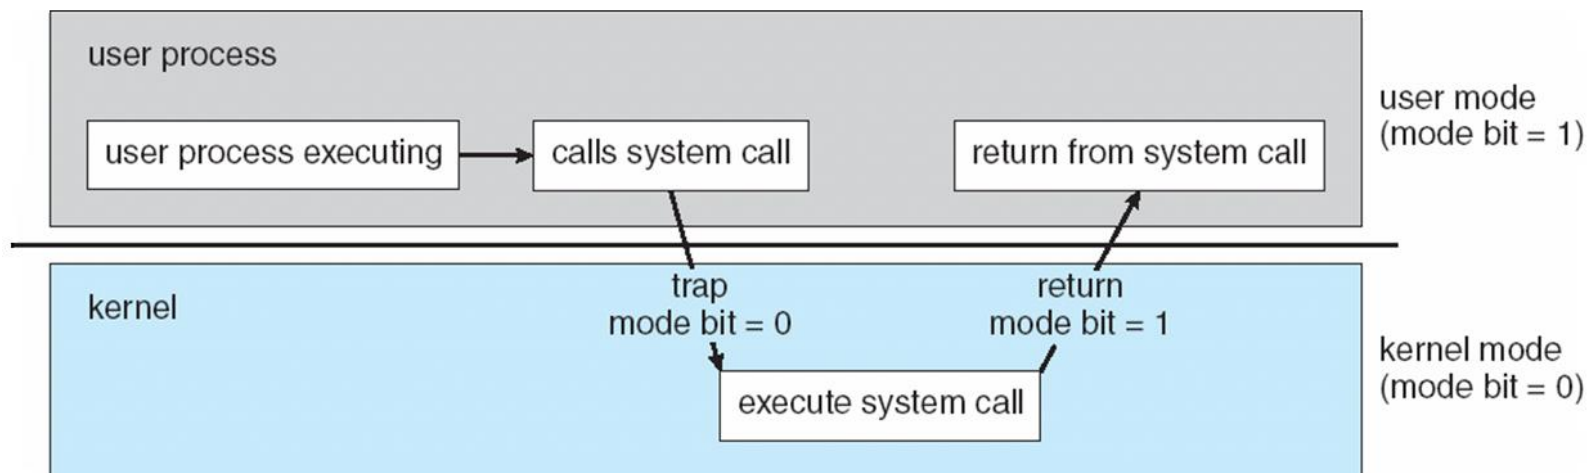 user process
user process executing
calls system call
return from system call
user mode
(mode bit = 1)
kernel
trap
mode bit = 0
return
mode bit = 1
execute system call
kernel mode
(mode bit = 0)